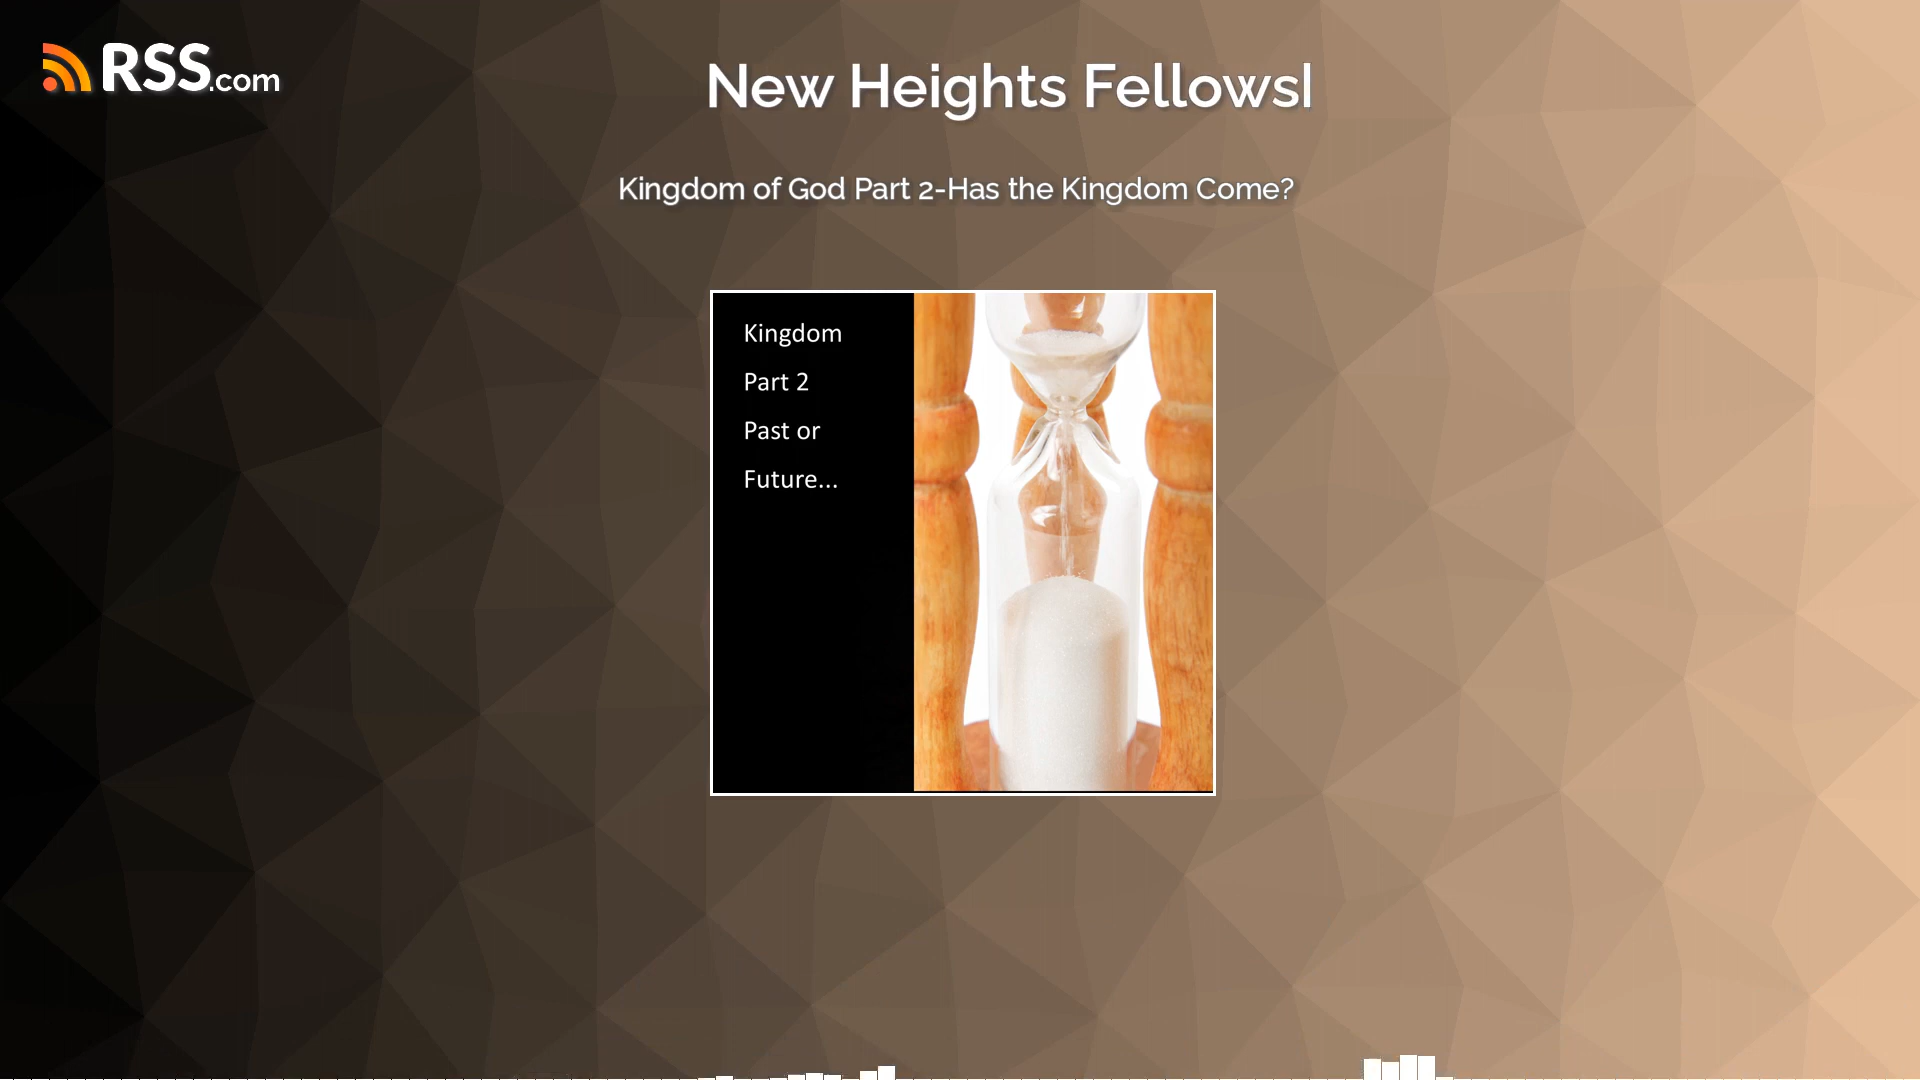 RSS.com
New Heights FellowsI
Kingdom of God Part 2-Has the Kingdom Come?
Kingdom
Part 2
Past or
Future...